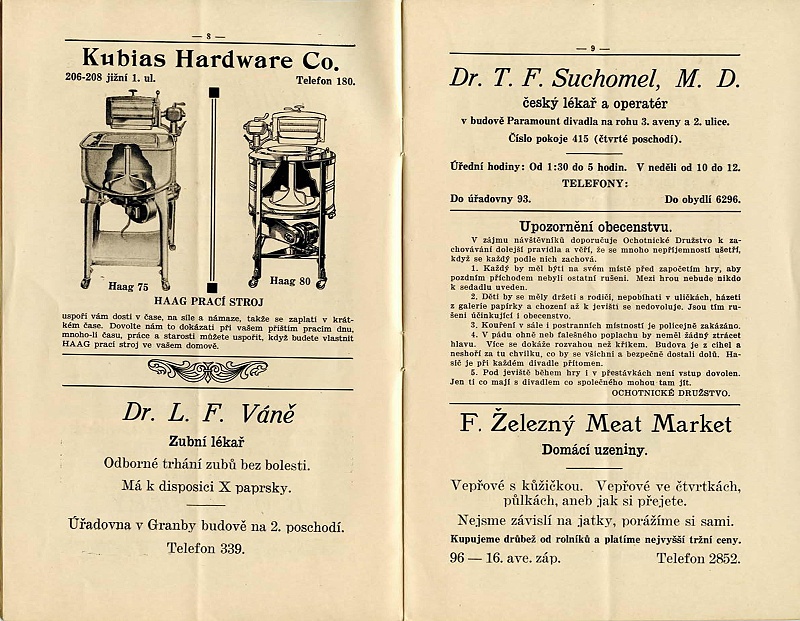 — 8 —
Kubias Hardware Co.
206-208 jižní 1. ul.
Telefon 180.
Haag 75
Haag 80
HAAG PRACÍ STROJ
uspoří vám dosti v čase, na síle a námaze, takže se zaplatí v krát-
kém čase. Dovolte nám to dokázati při vašem příštím pracím dnu,
mnoho-li času, práce a starosti můžete uspořit, když budete vlastnit
HAAG prací stroj ve vašem domově.
Dr. L. F. Váně
Zubní lékař
Odborné trhání zubů bez bolesti.
Má k disposici X paprsky.
Úřadovna v Granby budově na 2. poschodí.
Telefon 339.
— 9 —
Dr. T. F. Suchomel, M. D.
český lékař a operatér
v budově Paramount divadla na rohu 3. aveny a 2. ulice.
Číslo pokoje 415 (čtvrté poschodí).
Úřední hodiny: Od 1:30 do 5 hodin. V neděli od 10 do 12.
TELEFONY:
Do úřadovny 93.
Do obydlí 6296.
Upozornění obecenstvu.
V zájmu návštěvníků doporučuje Ochotnické Družstvo k za-
chovávání dolejší pravidla a věří, že se mnoho nepříjemností ušetří,
když se každý podle nich zachová.
1. Každý by měl býti na svém místě před započetím hry, aby
pozdním příchodem nebyli ostatní rušeni. Mezi hrou nebude nikdo
k sedadlu uveden.
2. Děti by se měly držeti s rodiči, nepobíhati v uličkách, házeti
z galerie papírky a chození až k jevišti se nedovoluje. Jsou tím ru-
šeni účinkující i obecenstvo.
3. Kouření v síle i postranních místností je policejně zakázáno.
4. V pádu ohně neb falešného poplachu by neměl žádný ztrácet
hlavu. Více se dokáže rozvahou než křikem. Budova je z cihel a
neshoří za tu chvilku, co by se všichni a bezpečně dostali dolů. Ha-
sič je při každém divadle přítomen.
5. Pod jeviště během hry i v přestávkách není vstup dovolen.
Jen ti co mají s divadlem co společného mohou tam jít.
OCHOTNICKÉ DRUŽSTVO.
F. Železný Meat Market
Domácí uzeniny.
Vepřové s kůžičkou. Vepřové ve čtvrtkách,
půlkách, aneb jak si přejete.
Nejsme závislí na jatky, porážíme si sami.
Kupujeme drůbež od rolníků a platíme nejvyšší tržní ceny.
96 — 16. ave. záp.
Telefon 2852.